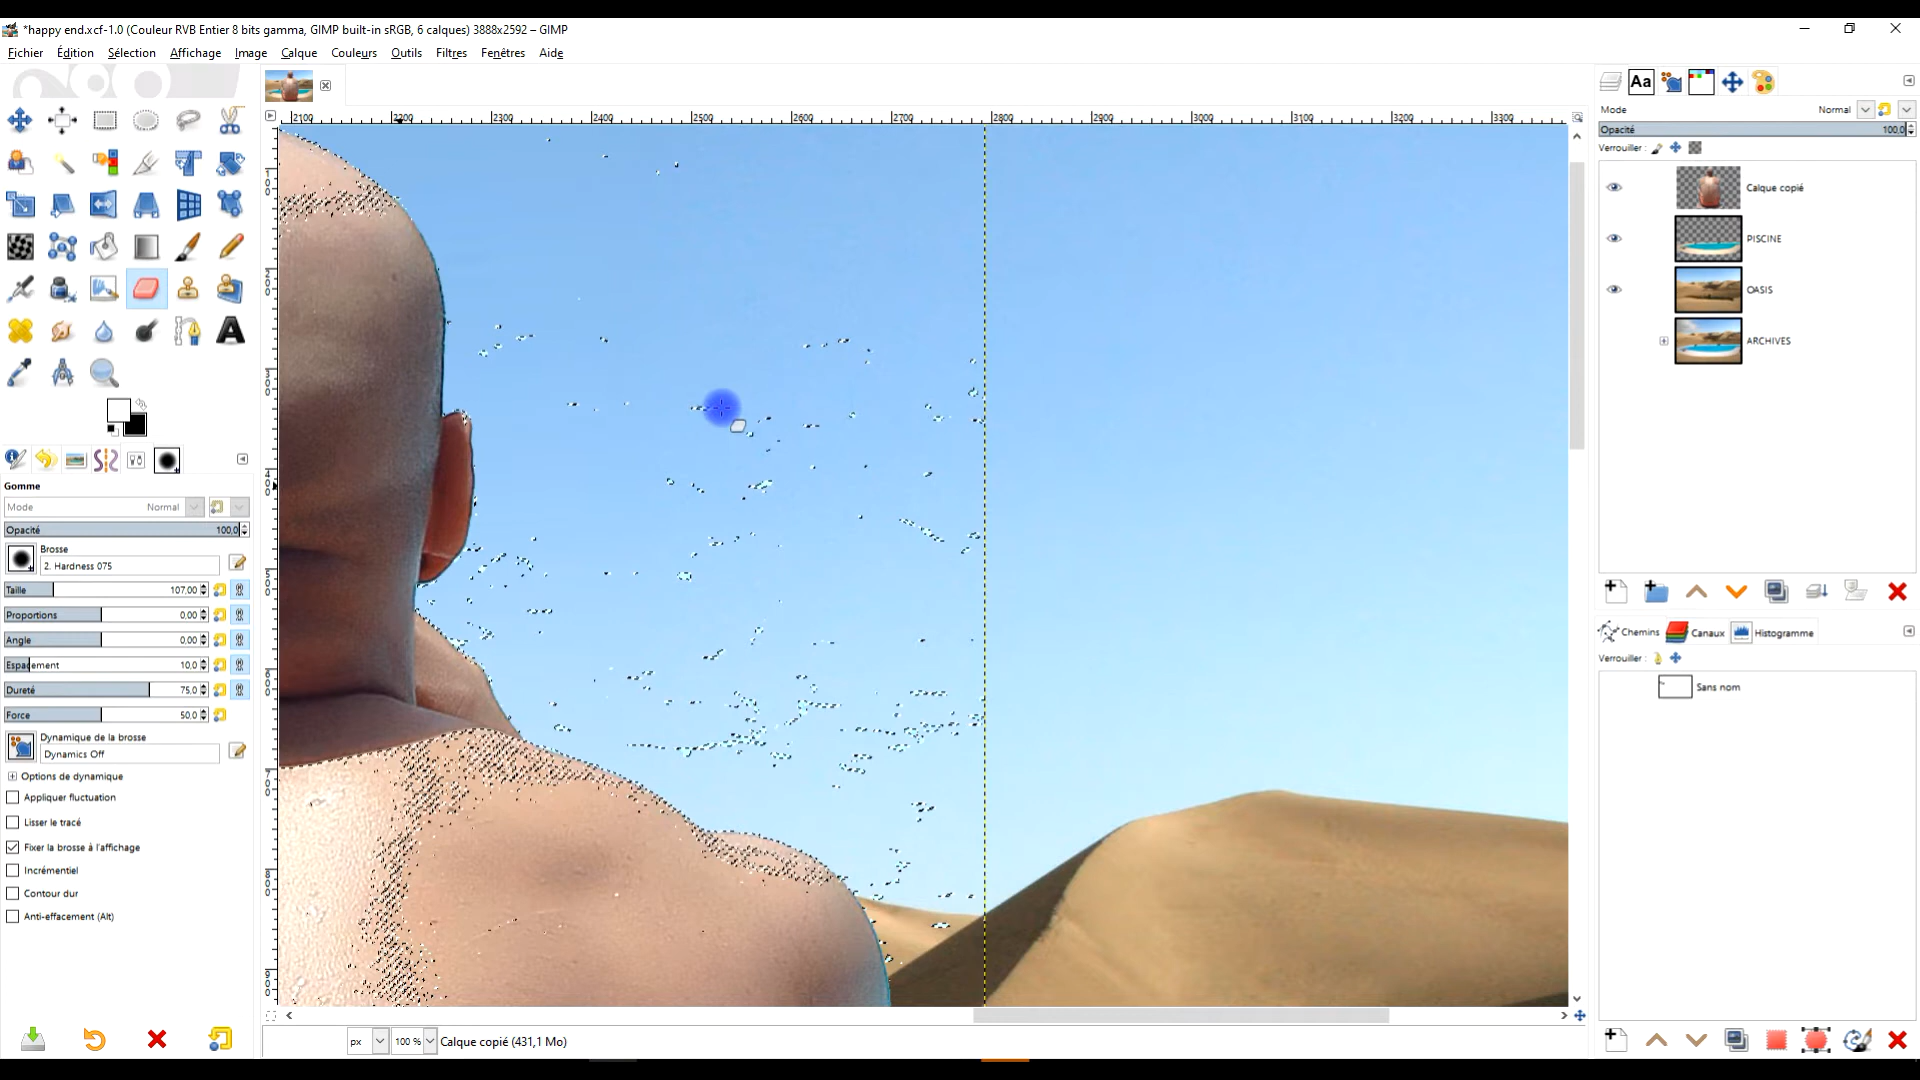 *happy end.xcf-1.0 (Couleur RVB Entier 8 bits gamma, GIMP built-in sRGB, 6 calques) 3888x2592 – GIMP
Fichier Édition Sélection Affichage Image Calque Couleurs Outils Filtres Fenêtres Aide
2100 2200 2300 2400 2500 2600 2700 2800 2900 3000 3100 3200 3300
Aa
Mode Normal
Opacité 100,0
Verrouiller :
Calque copié
PISCINE
OASIS
ARCHIVES
Gomme
Mode Normal
Opacité 100,0
Brosse
2. Hardness 075
Taille 107,00
Proportions 0,00
Angle 0,00
Espacement 10,0
Dureté 75,0
Force 50,0
Dynamique de la brosse
Dynamics Off
Options de dynamique
Appliquer fluctuation
Lisser le tracé
Fixer la brosse à l'affichage
Incrémentiel
Contour dur
Anti-effacement (Alt)
Chemins Canaux Histogramme
Verrouiller :
Sans nom
px 100 % Calque copié (431,1 Mo)